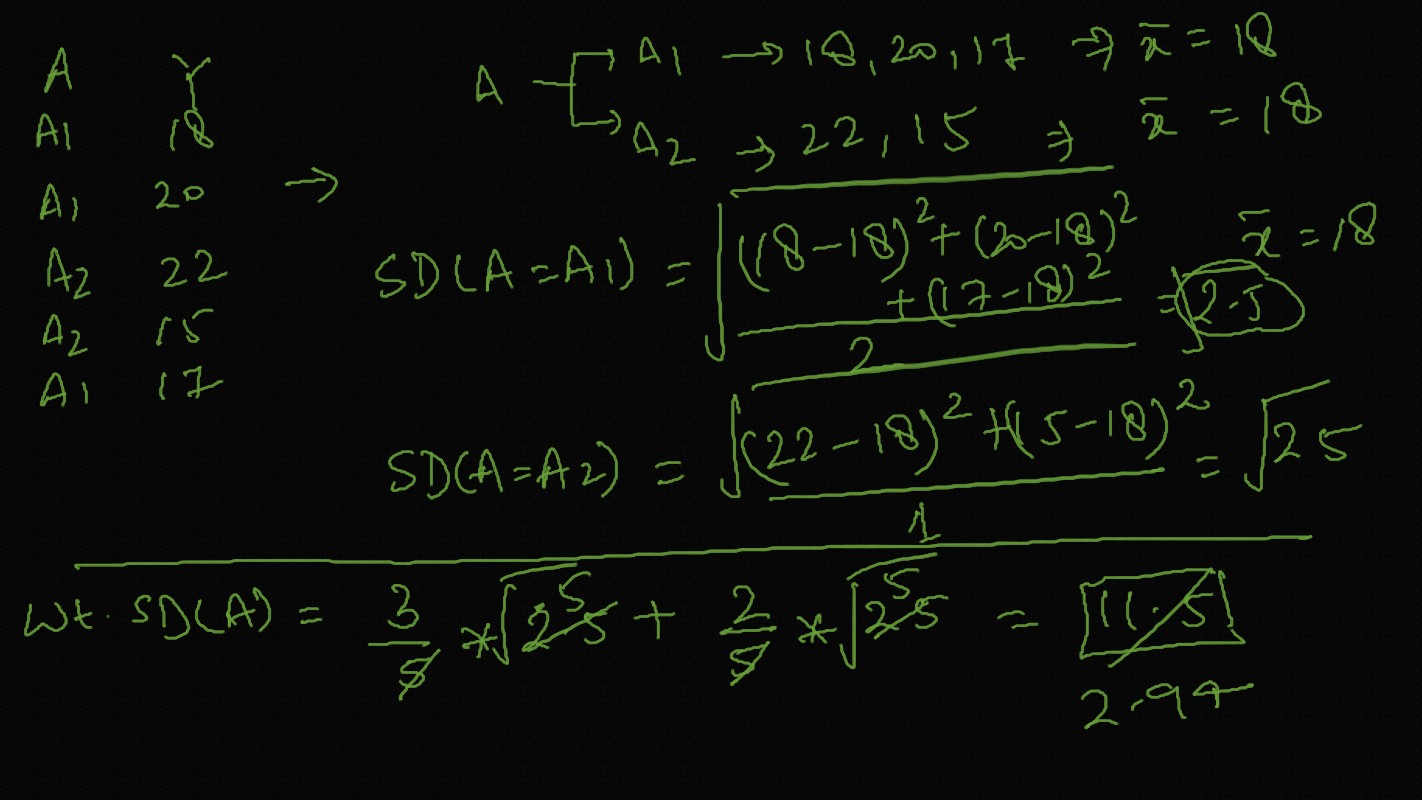 A Y
A1 18
A1 20
A2 22
A2 15
A1 17
→
A → A1 → 18, 20, 17 ⇒ x̄ = 18
→ A2 → 22, 15 ⇒ x̄ = 18
x̄ = 18
SD(A=A1) = √((18-18)² + (20-18)² + (17-18)² / 2) = √2.5
SD(A=A2) = √((22-18)² + (15-18)² / 1) = √25
Wt. SD(A) = 3/5 * √2.5 + 2/5 * √25 = 11.5
2.94